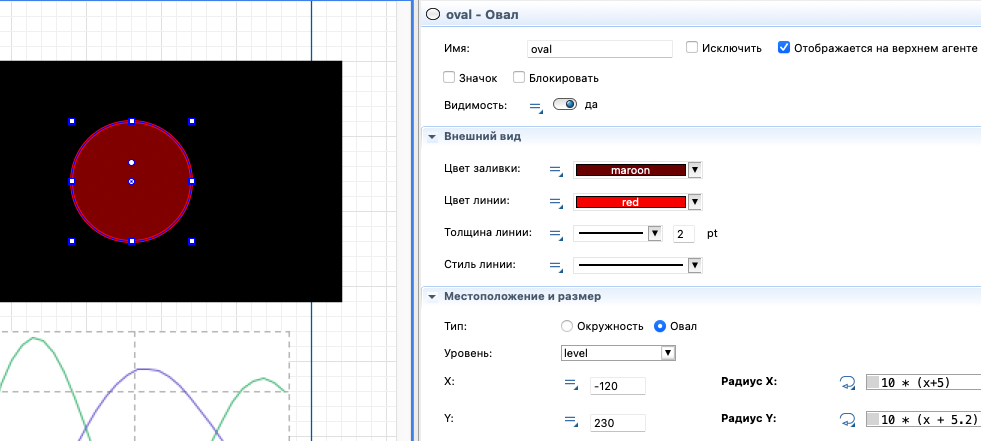 oval - Овал
Имя: oval Исключить Отображается на верхнем агенте
Значок Блокировать
Видимость: да
Внешний вид
Цвет заливки: maroon
Цвет линии: red
Толщина линии: 2 pt
Стиль линии:
Местоположение и размер
Тип: Окружность Овал
Уровень: level
X: -120 Радиус X: 10 * (x+5)
Y: 230 Радиус Y: 10 * (x + 5.2)